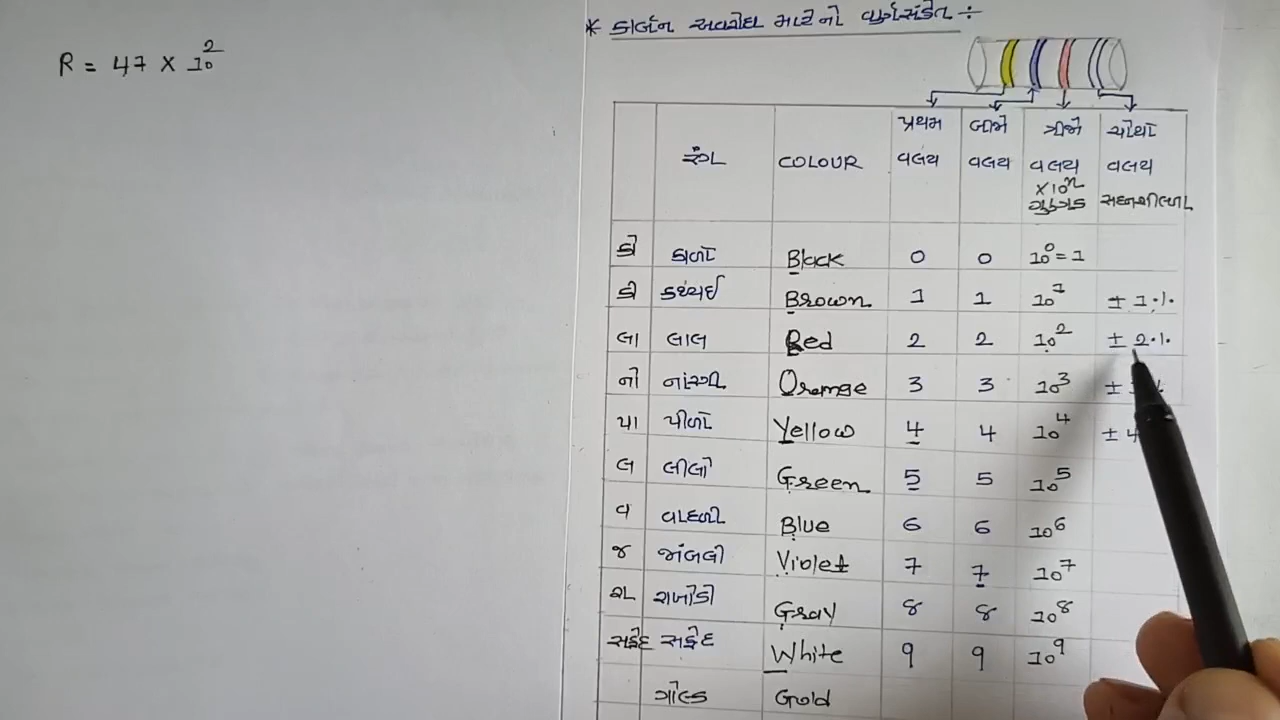 * કાર્બન અવરોધ માટેનો વર્ણસંકેત ÷
R = 47 × 10²
રંગ COLOUR પ્રથમ વલય બીજો વલય ત્રીજો વલય ×10ⁿ ગુણક ચોથો વલય સહનશીલતા
કા કાળો Black 0 0 10⁰ = 1
ક કથ્થઈ Brown 1 1 10¹ ± 1%
લા લાલ Red 2 2 10² ± 2%
ના નારંગી Orange 3 3 10³ ±
પી પીળો Yellow 4 4 10⁴ ± 4
લ લીલો Green 5 5 10⁵
વ વાદળી Blue 6 6 10⁶
જ જાંબલી Violet 7 7 10⁷
રા રાખોડી Gray 8 8 10⁸
સફેદ સફેદ White 9 9 10⁹
ગોલ્ડ Gold